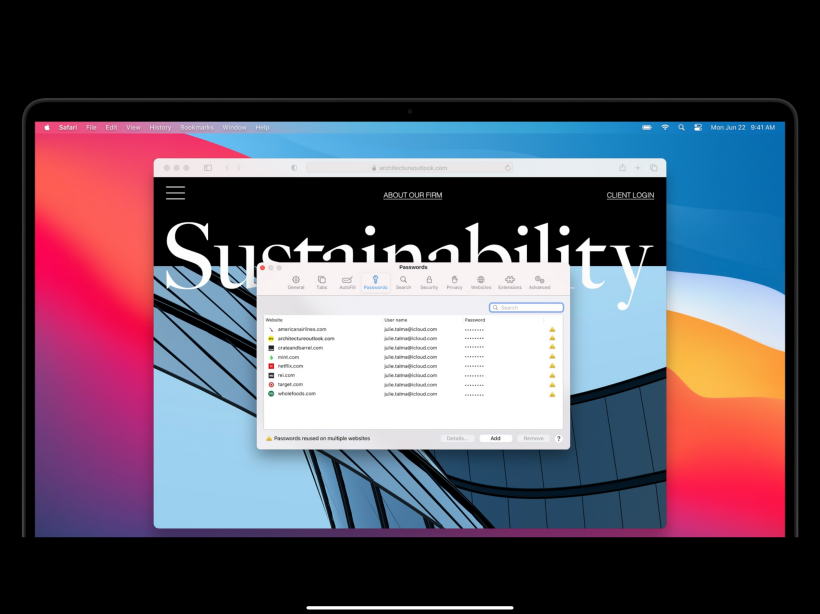 Safari File Edit View History Bookmarks Window Help Mon Jun 22 9:41 AM
architectureoutlook.com
ABOUT OUR FIRM CLIENT LOGIN
Sustainability
Passwords
General Tabs AutoFill Passwords Search Security Privacy Websites Extensions Advanced
Search
Website User name Password
americanairlines.com julie.talma@icloud.com ••••••••
architectureoutlook.com julie.talma@icloud.com ••••••••
crateandbarrel.com julie.talma@icloud.com ••••••••
mint.com julie.talma@icloud.com ••••••••
netflix.com julie.talma@icloud.com ••••••••
rei.com julie.talma@icloud.com ••••••••
target.com julie.talma@icloud.com ••••••••
wholefoods.com julie.talma@icloud.com ••••••••
Passwords reused on multiple websites Details... Add Remove ?